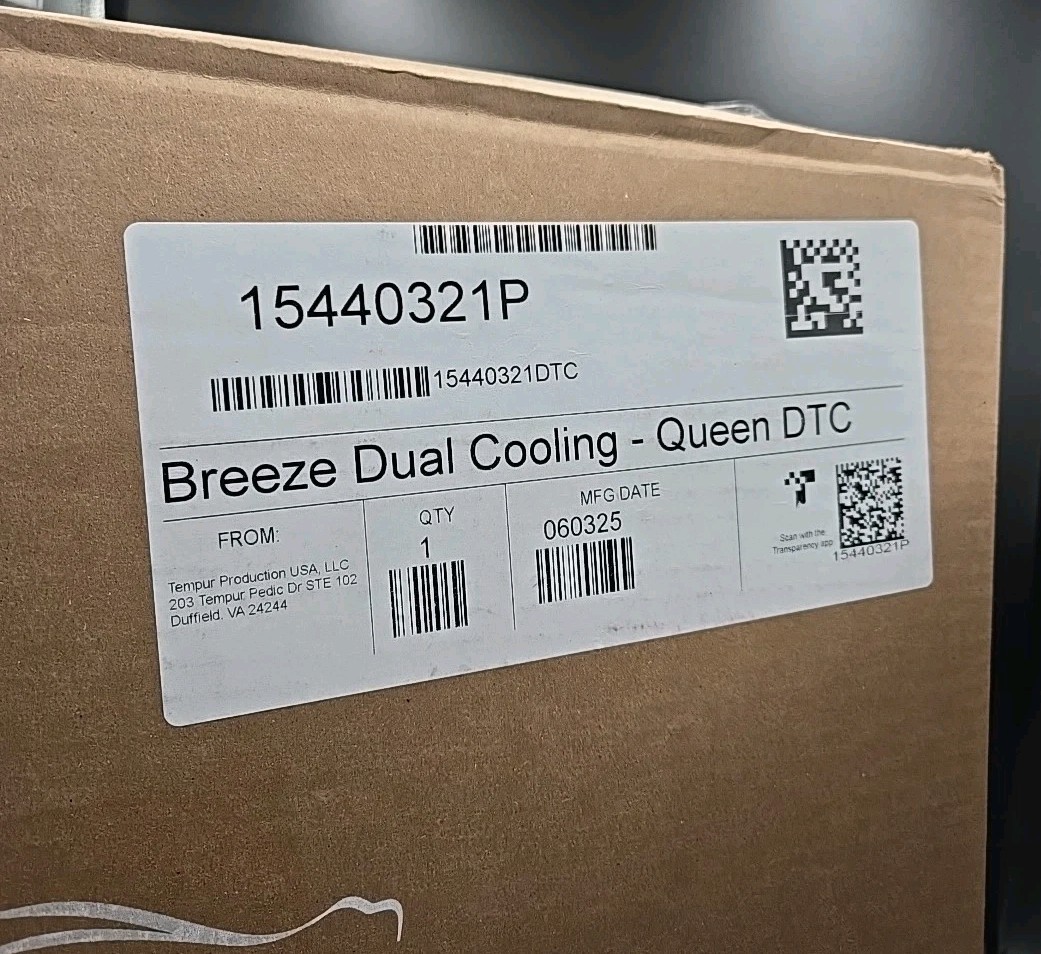 15440321P
15440321DTC
Breeze Dual Cooling - Queen DTC
FROM:
Tempur Production USA, LLC
203 Tempur Pedic Dr STE 102
Duffield, VA 24244
QTY
1
MFG DATE
060325
Scan with the
Transparency app
15440321P